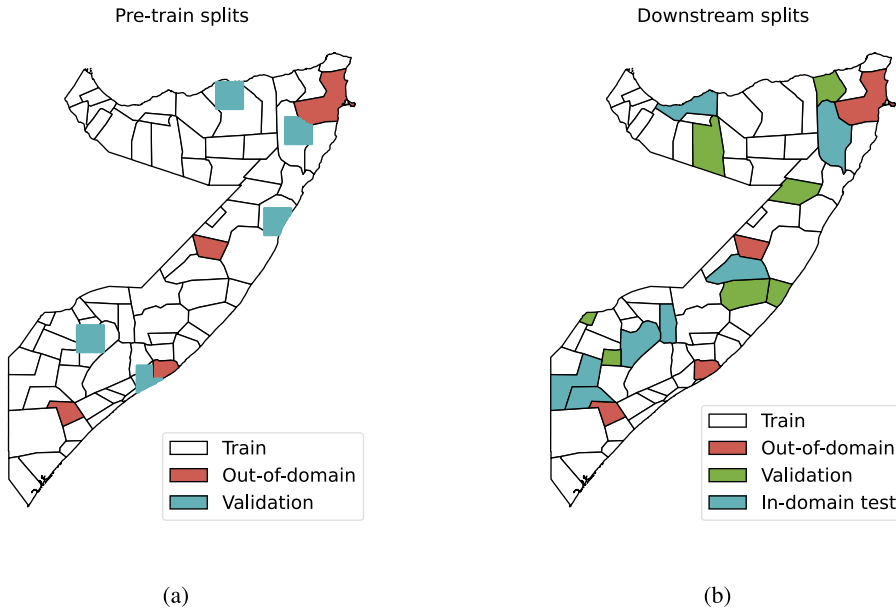 Pre-train splits
Downstream splits
Train
Out-of-domain
Validation
Train
Out-of-domain
Validation
In-domain test
(a)
(b)